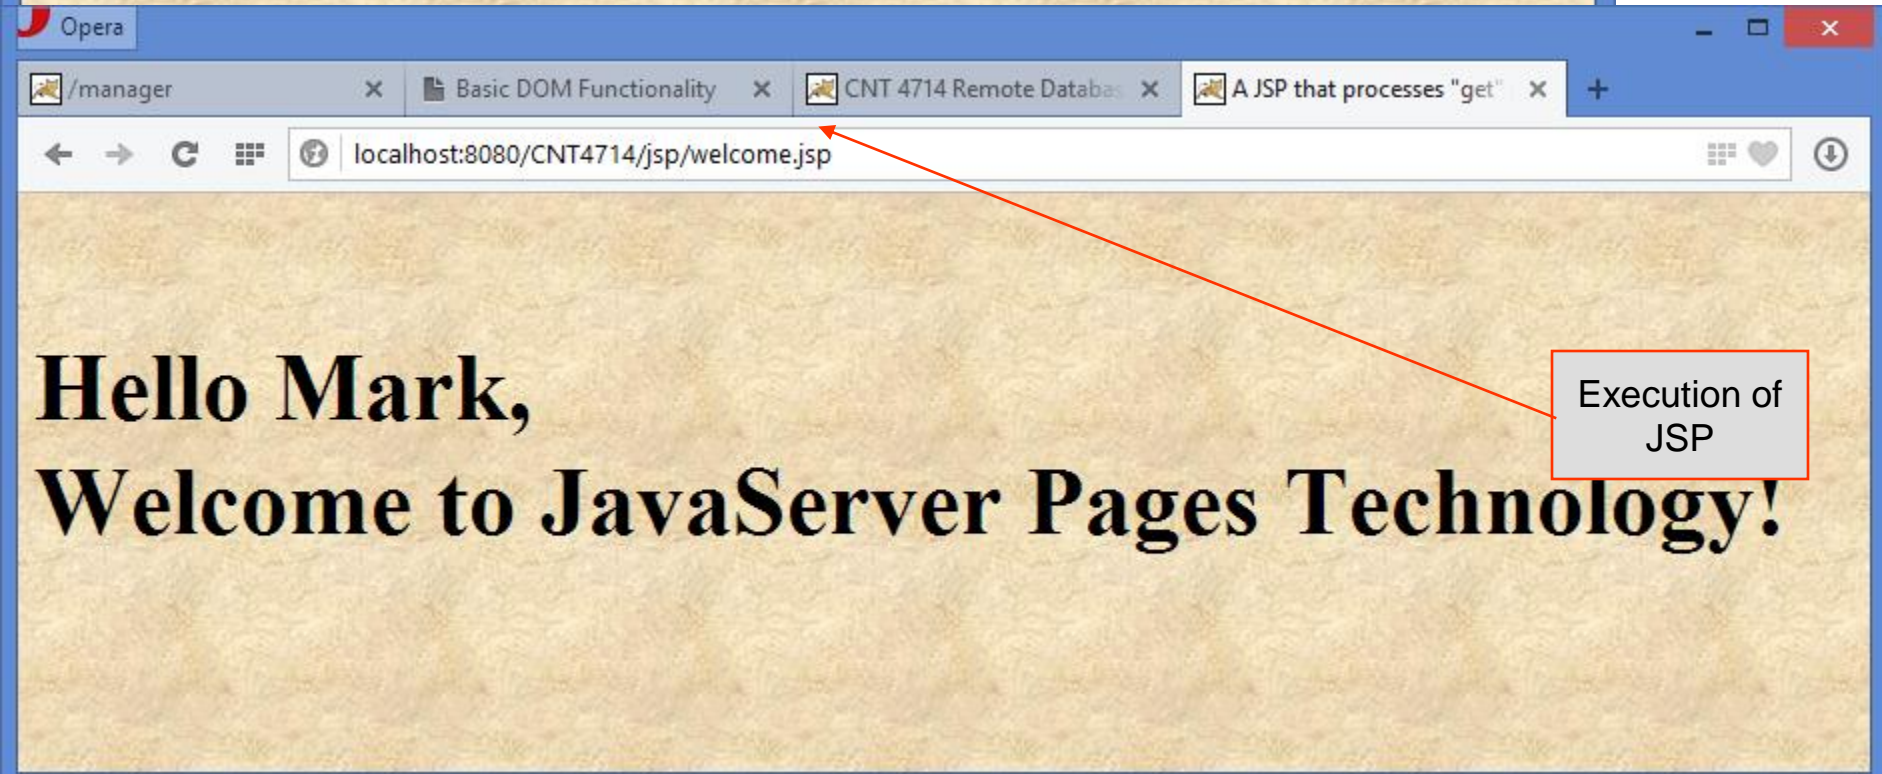 Opera
/manager
Basic DOM Functionality
CNT 4714 Remote Databas
A JSP that processes "get"
localhost:8080/CNT4714/jsp/welcome.jsp
Hello Mark,
Execution of
JSP
Welcome to JavaServer Pages Technology!